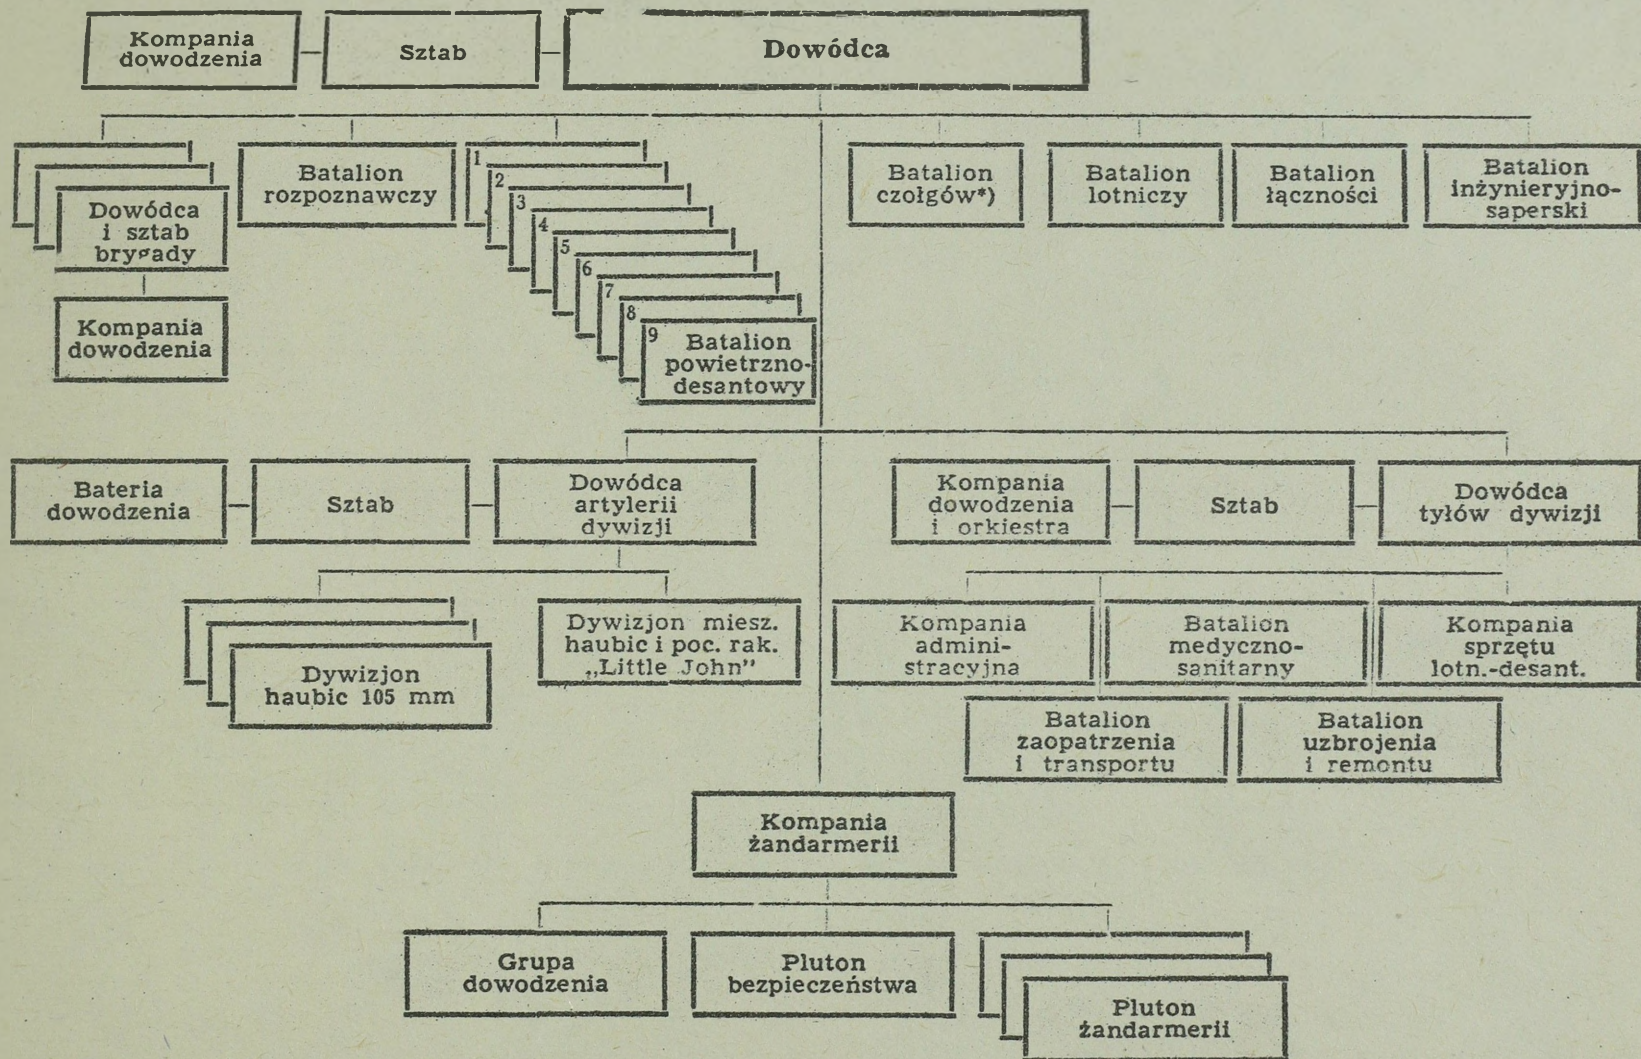 Kompania
dowodzenia
Sztab
Dowódca
Dowódca
i sztab
brygady
Kompania
dowodzenia
Batalion
rozpoznawczy
1
2
3
4
5
6
7
8
9
Batalion
powietrzno-
desantowy
Batalion
czołgów*)
Batalion
lotniczy
Batalion
łączności
Batalion
inżynieryjno-
saperski
Bateria
dowodzenia
Sztab
Dowódca
artylerii
dywizji
Kompania
dowodzenia
i orkiestra
Sztab
Dowódca
tyłów dywizji
Dywizjon
haubic 105 mm
Dywizjon miesz.
haubic i poc. rak.
„Little John”
Kompania
admini-
stracyjna
Batalion
medyczno-
sanitarny
Kompania
sprzętu
lotn.-desant.
Batalion
zaopatrzenia
i transportu
Batalion
uzbrojenia
i remontu
Kompania
żandarmerii
Grupa
dowodzenia
Pluton
bezpieczeństwa
Pluton
żandarmerii